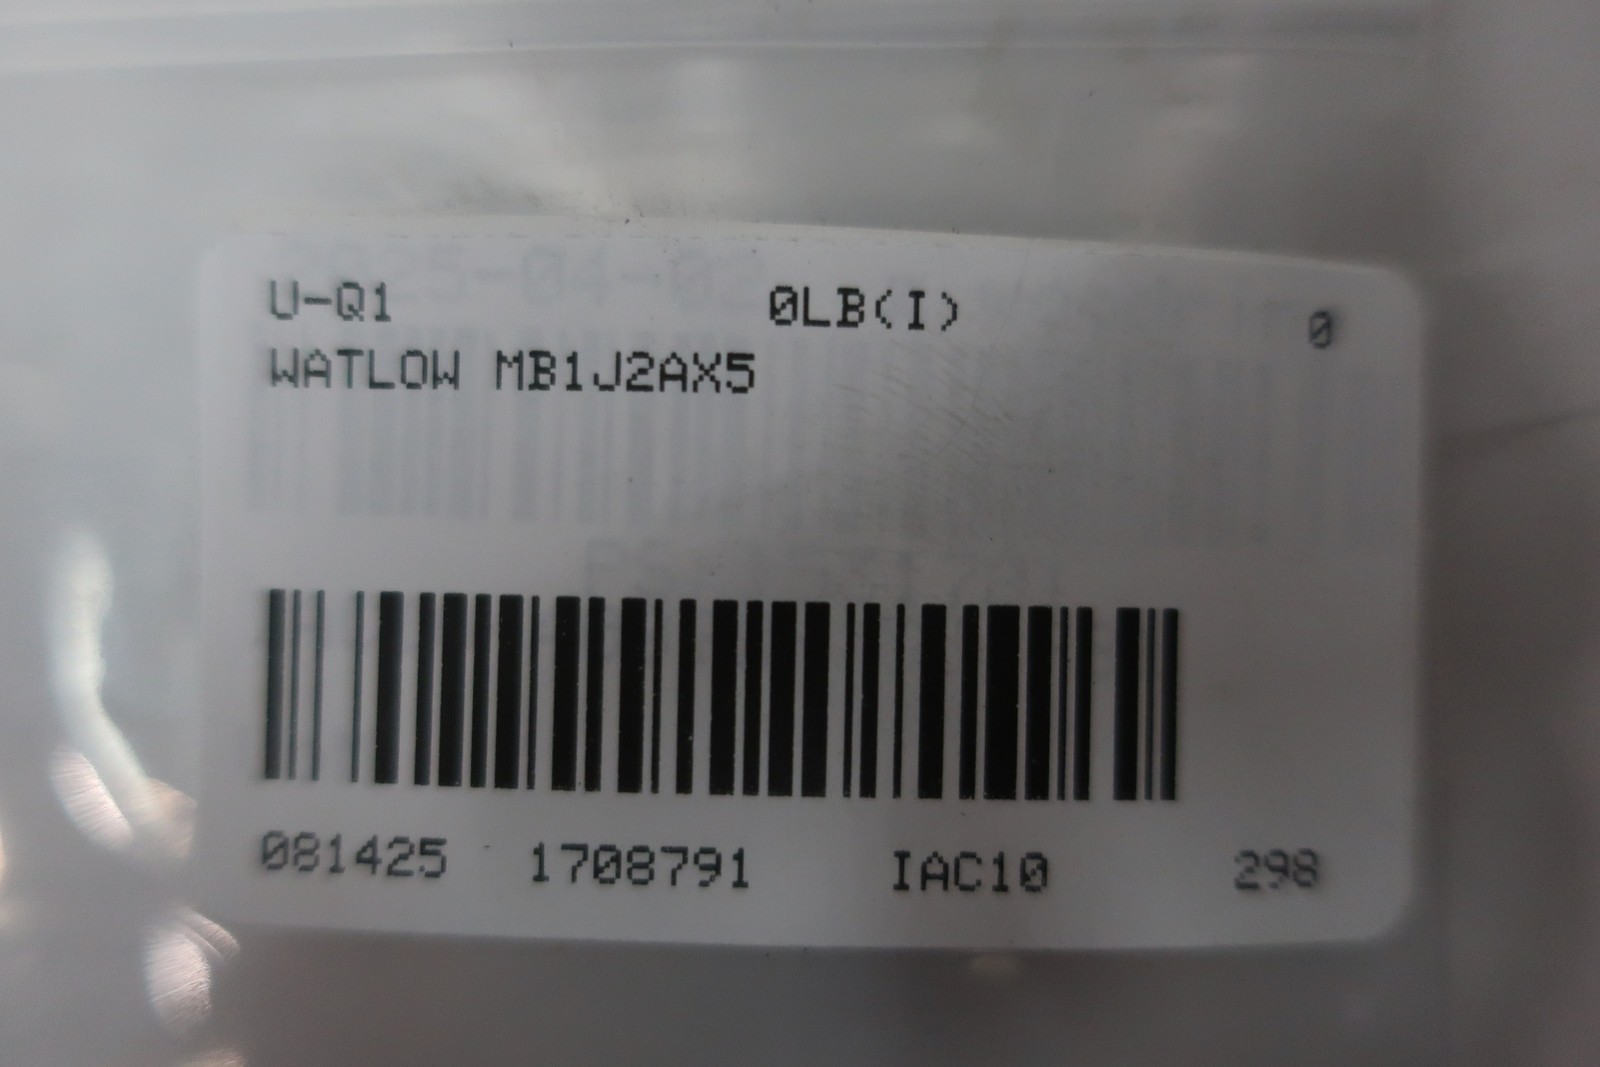 U-Q1 0LB(I) 0
WATLOW MB1J2AX5
081425 1708791 IAC10 298